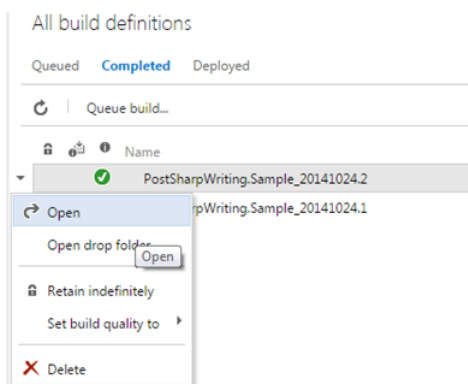 All build definitions
Queued Completed Deployed
Queue build...
Name
PostSharpWriting.Sample_20141024.2
Open
rpWriting.Sample_20141024.1
Open drop folder
Open
Retain indefinitely
Set build quality to
Delete